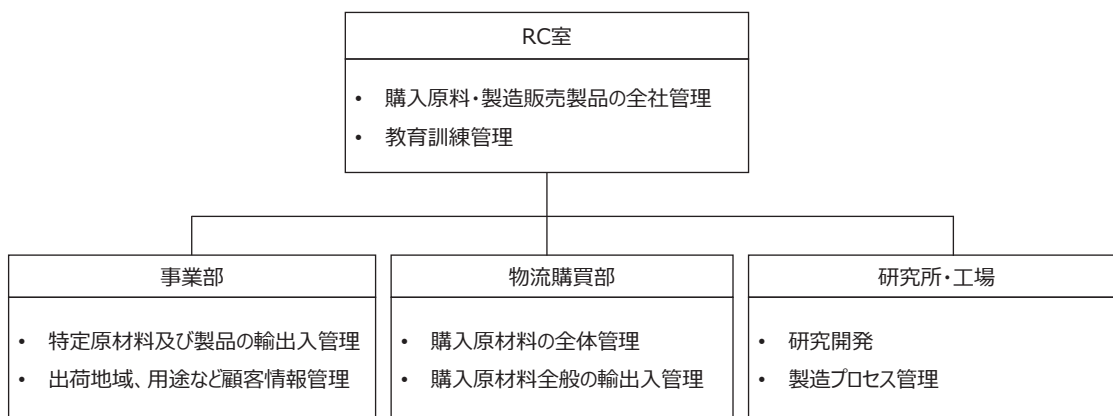 RC室
• 購入原料・製造販売製品の全社管理
• 教育訓練管理
事業部
• 特定原材料及び製品の輸出入管理
• 出荷地域、用途など顧客情報管理
物流購買部
• 購入原材料の全体管理
• 購入原材料全般の輸出入管理
研究所・工場
• 研究開発
• 製造プロセス管理